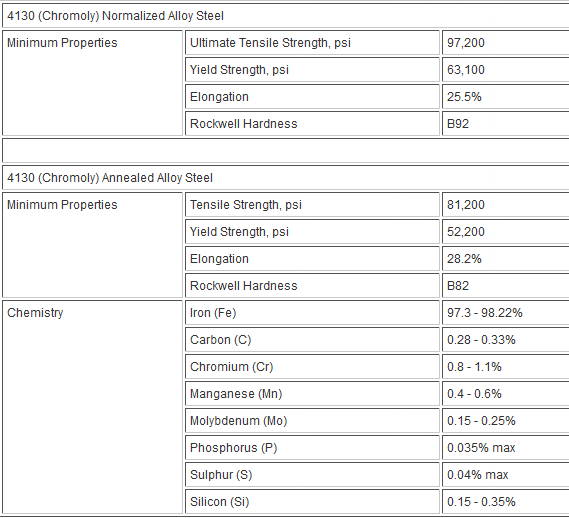 4130 (Chromoly) Normalized Alloy Steel
Minimum Properties Ultimate Tensile Strength, psi 97,200
Yield Strength, psi 63,100
Elongation 25.5%
Rockwell Hardness B92
4130 (Chromoly) Annealed Alloy Steel
Minimum Properties Tensile Strength, psi 81,200
Yield Strength, psi 52,200
Elongation 28.2%
Rockwell Hardness B82
Chemistry Iron (Fe) 97.3 - 98.22%
Carbon (C) 0.28 - 0.33%
Chromium (Cr) 0.8 - 1.1%
Manganese (Mn) 0.4 - 0.6%
Molybdenum (Mo) 0.15 - 0.25%
Phosphorus (P) 0.035% max
Sulphur (S) 0.04% max
Silicon (Si) 0.15 - 0.35%